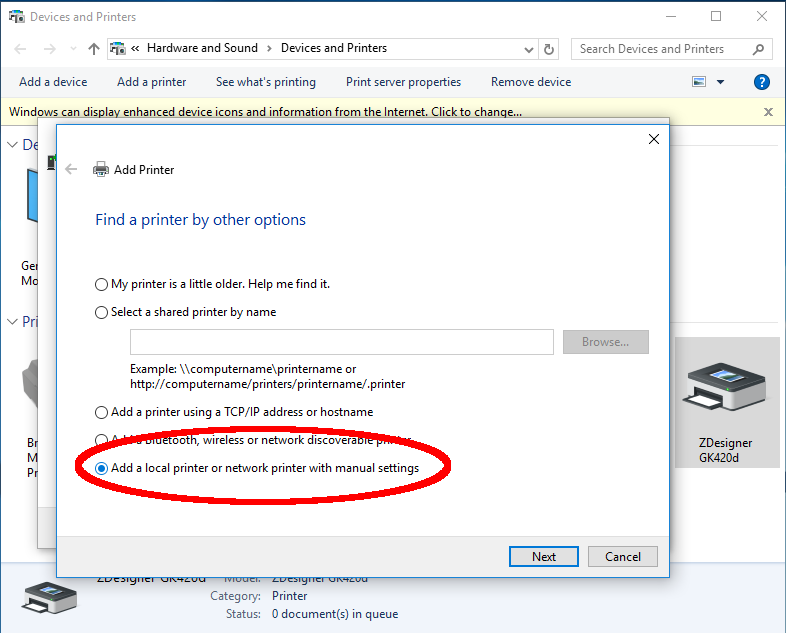 Devices and Printers
« Hardware and Sound › Devices and Printers
Search Devices and Printers
Add a device Add a printer See what's printing Print server properties Remove device
Windows can display enhanced device icons and information from the Internet. Click to change...
De
Add Printer
Find a printer by other options
Ger
Mo
My printer is a little older. Help me find it.
Select a shared printer by name
Pri
Browse...
Example: \\computername\printername or
http://computername/printers/printername/.printer
Add a printer using a TCP/IP address or hostname
Add a bluetooth, wireless or network discoverable printer
Br
M
Pr
ZDesigner
GK420d
Add a local printer or network printer with manual settings
Next Cancel
ZDesigner GK420d Model: ZDesigner GK420d
Category: Printer
Status: 0 document(s) in queue